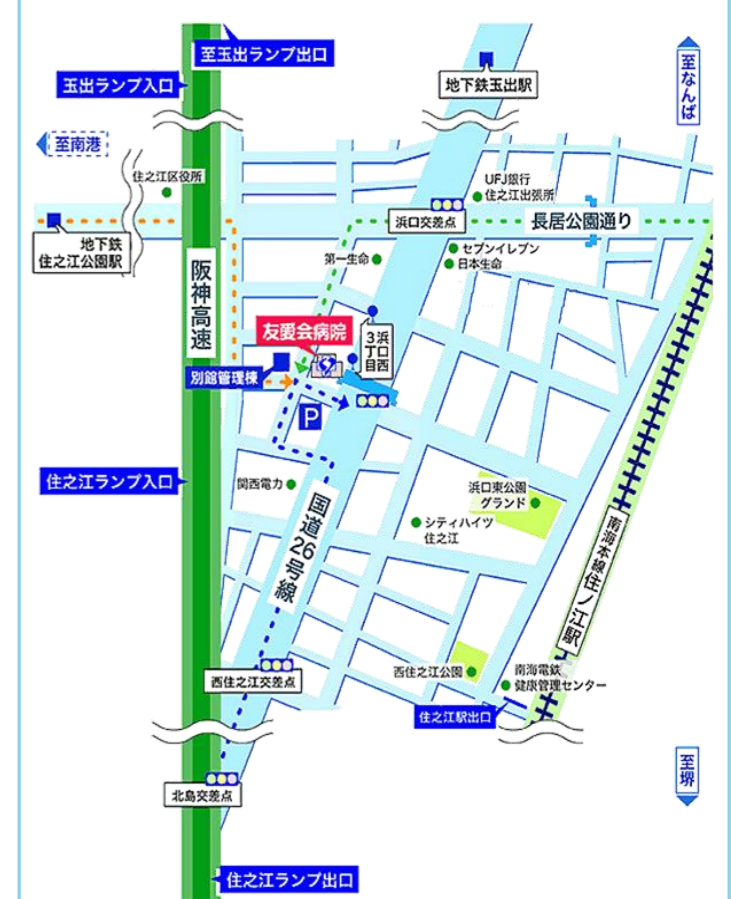 至玉出ランプ出口
玉出ランプ入口
地下鉄玉出駅
至なんば
至南港
住之江区役所
UFJ銀行
住之江出張所
浜口交差点
長居公園通り
地下鉄
住之江公園駅
第一生命
セブンイレブン
日本生命
阪神高速
友愛会病院
浜口西
3丁目
別館管理棟
P
住之江ランプ入口
関西電力
浜口東公園
グランド
国道26号線
シティハイツ
住之江
南海本線住ノ江駅
西住之江交差点
西住之江公園
南海電鉄
健康管理センター
住之江駅出口
至堺
北島交差点
住之江ランプ出口